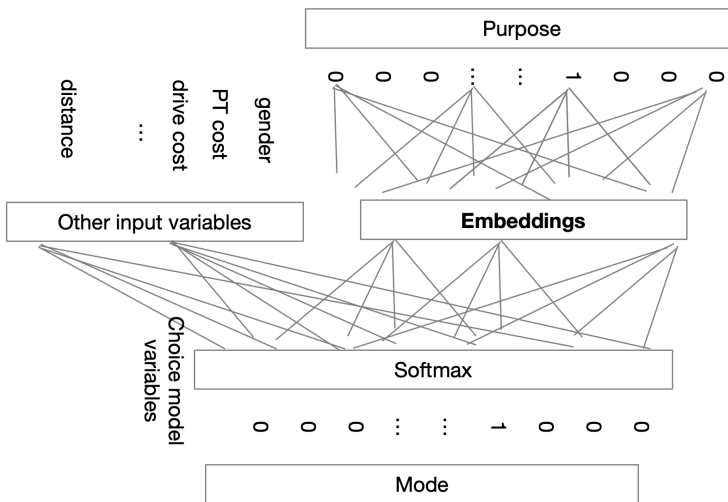 Purpose
0 0 0 ... ... 1 0 0 0
distance
...
drive cost
PT cost
gender
Other input variables
Embeddings
Choice model
variables
Softmax
0 0 0 ... ... 1 0 0 0
Mode